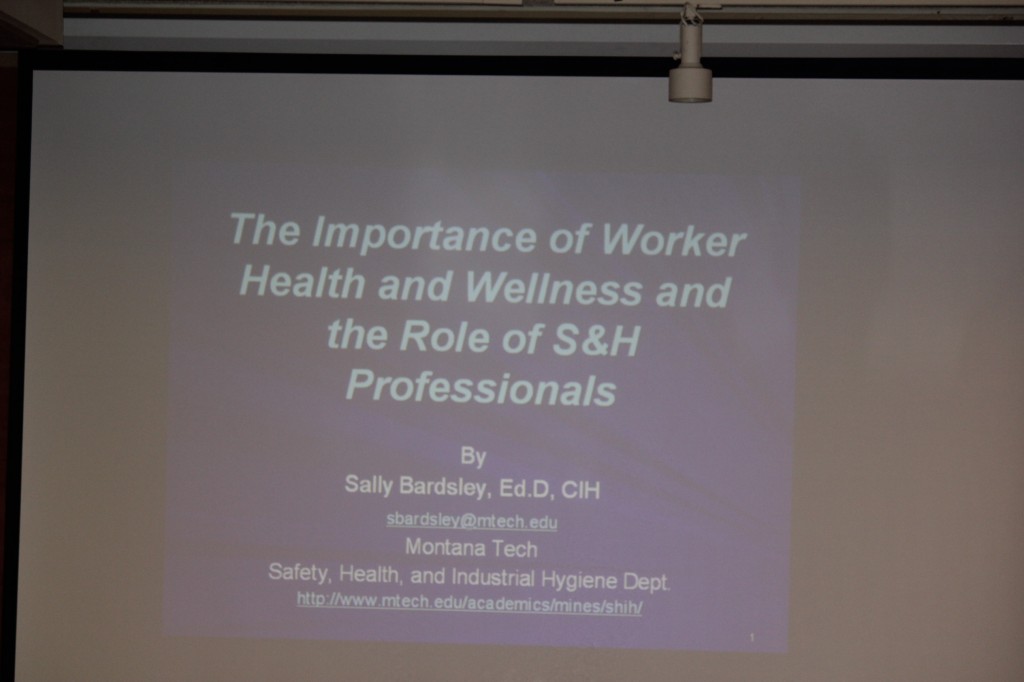 The Importance of Worker
Health and Wellness and
the Role of S&H
Professionals
By
Sally Bardsley, Ed.D, CIH
sbardsley@mtech.edu
Montana Tech
Safety, Health, and Industrial Hygiene Dept.
http://www.mtech.edu/academics/mines/shih/
1